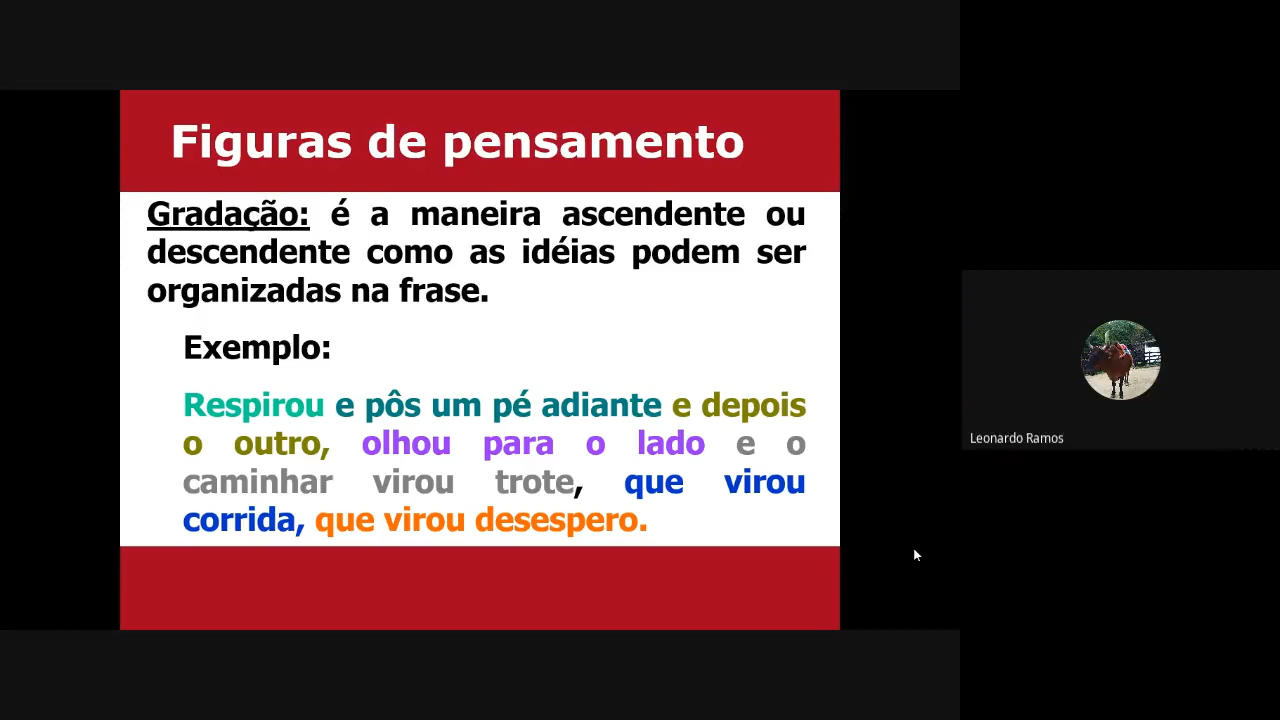 Figuras de pensamento
Gradação: é a maneira ascendente ou
descendente como as idéias podem ser
organizadas na frase.
Exemplo:
Respirou e pôs um pé adiante e depois
o outro, olhou para o lado e o
caminhar virou trote, que virou
corrida, que virou desespero.
Leonardo Ramos